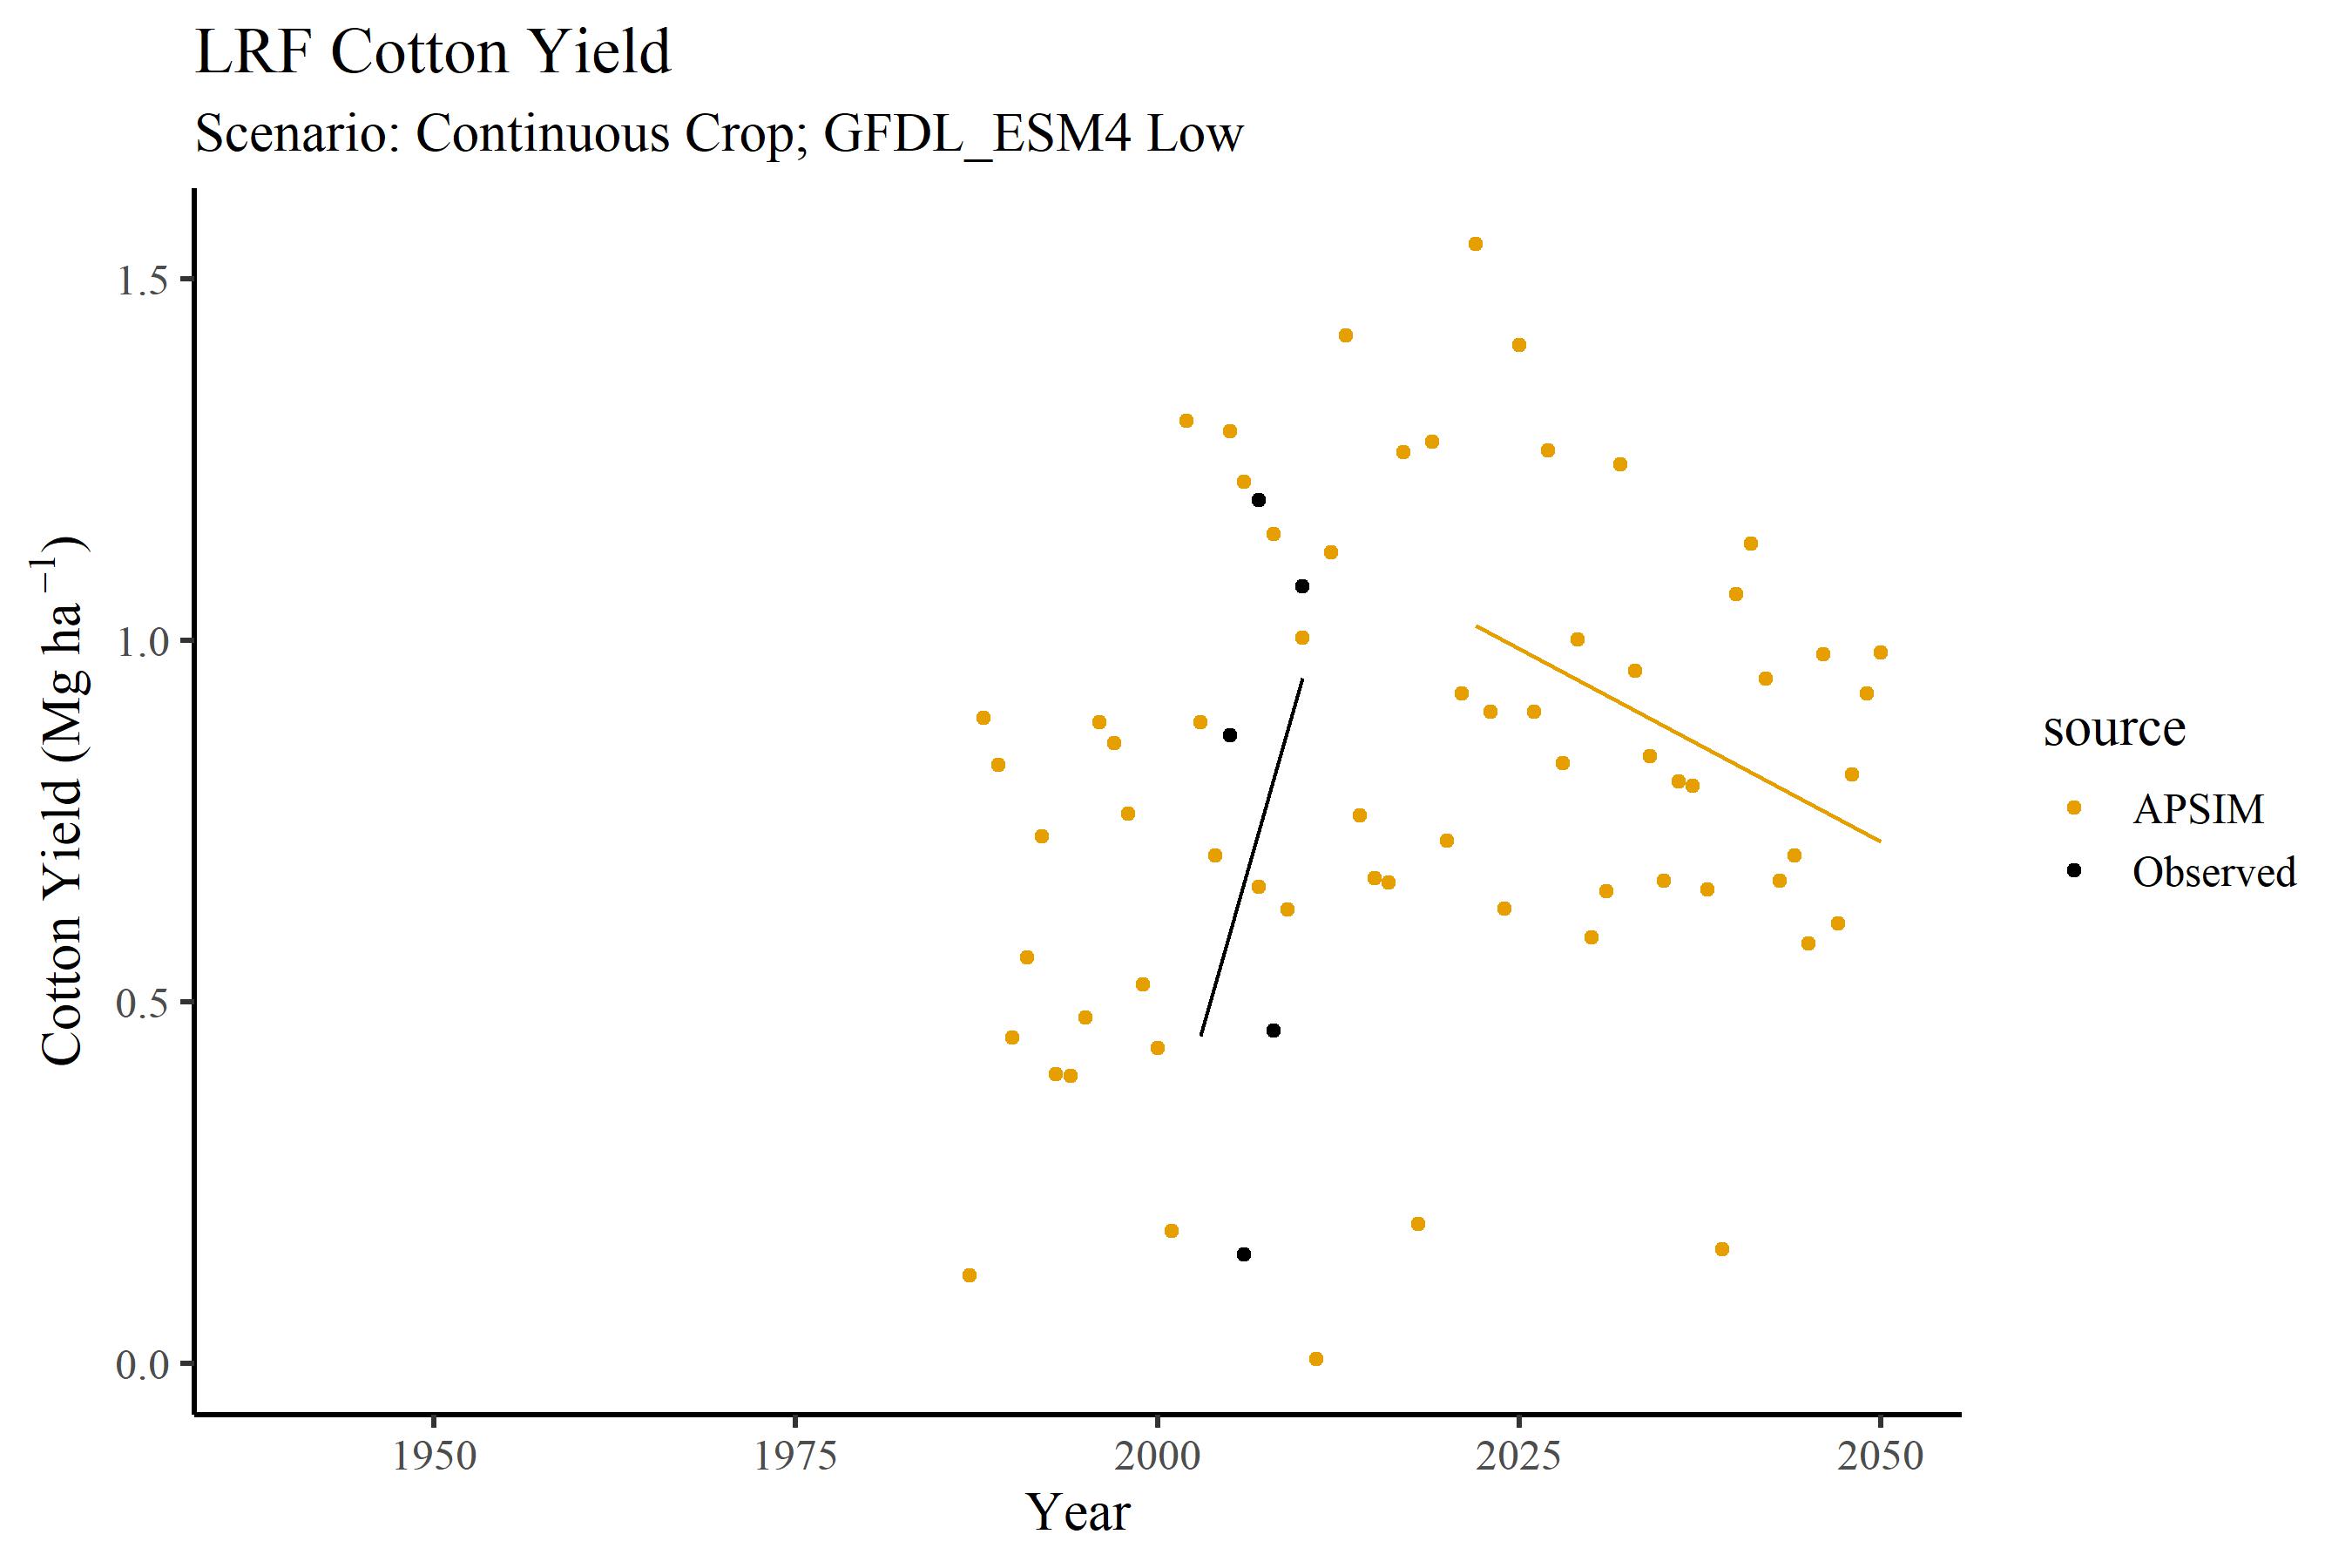 LRF Cotton Yield
Scenario: Continuous Crop; GFDL_ESM4 Low
Cotton Yield (Mg ha⁻¹)
1.5
1.0
0.5
0.0
1950 1975 2000 2025 2050
Year
source
APSIM
Observed